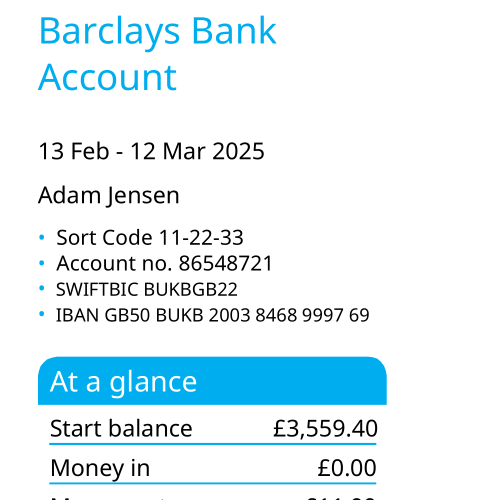 Barclays Bank
Account
13 Feb - 12 Mar 2025
Adam Jensen
• Sort Code 11-22-33
• Account no. 86548721
• SWIFTBIC BUKBGB22
• IBAN GB50 BUKB 2003 8468 9997 69
At a glance
Start balance £3,559.40
Money in £0.00